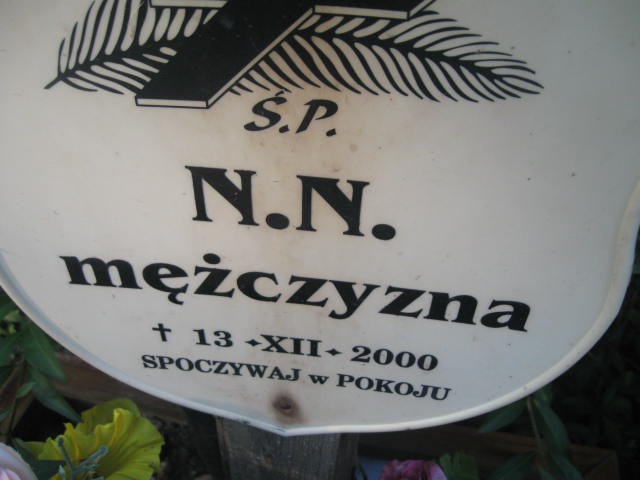 Ś.P.
N.N.
mężczyzna
✝ 13 ✦XII✦ 2000
SPOCZYWAJ w POKOJU